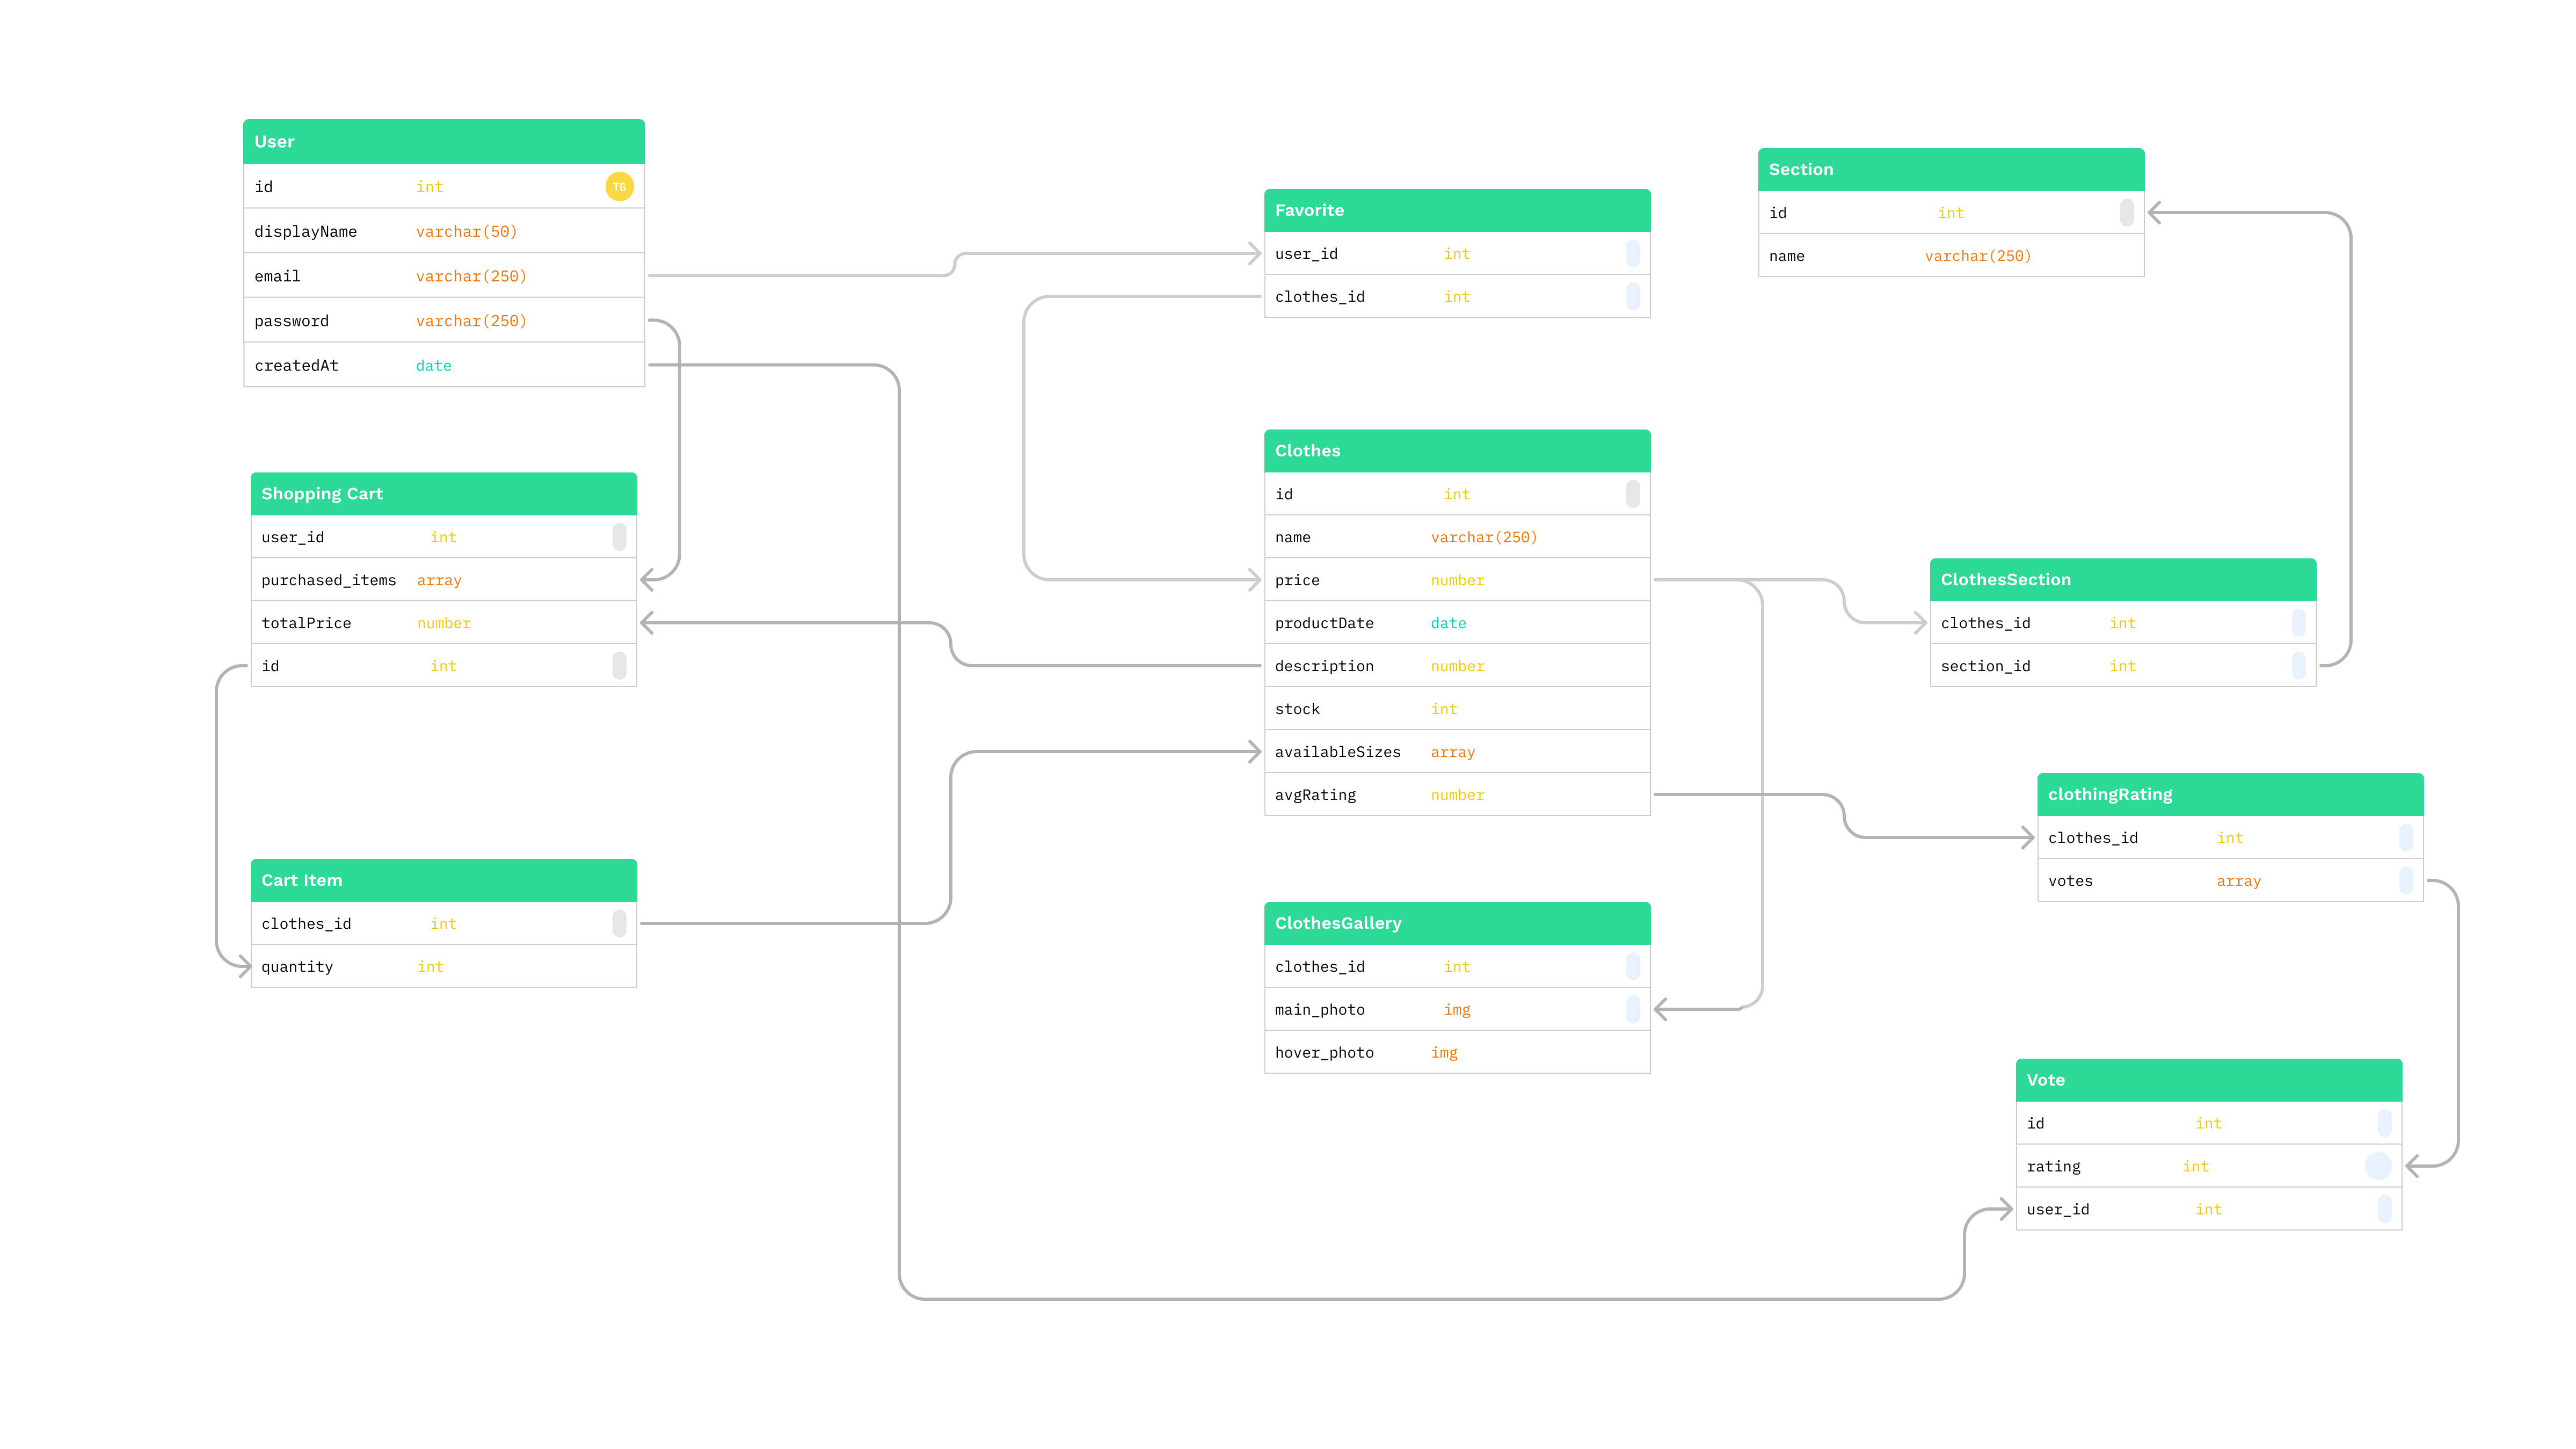 User
id int TG
displayName varchar(50)
email varchar(250)
password varchar(250)
createdAt date
Shopping Cart
user_id int
purchased_items array
totalPrice number
id int
Cart Item
clothes_id int
quantity int
Favorite
user_id int
clothes_id int
Clothes
id int
name varchar(250)
price number
productDate date
description number
stock int
availableSizes array
avgRating number
ClothesGallery
clothes_id int
main_photo img
hover_photo img
Section
id int
name varchar(250)
ClothesSection
clothes_id int
section_id int
clothingRating
clothes_id int
votes array
Vote
id int
rating int
user_id int